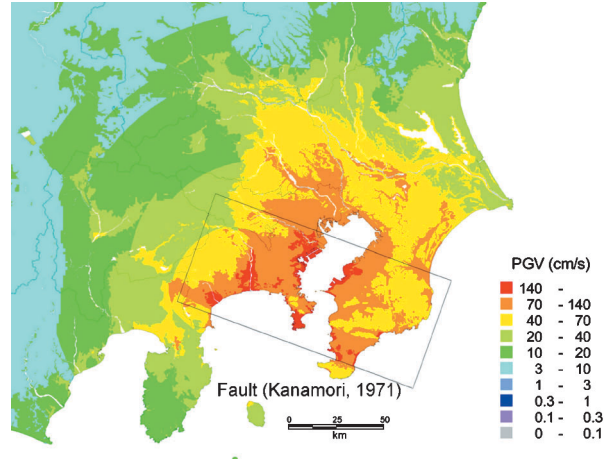 PGV (cm/s)
140 -
70 - 140
40 - 70
20 - 40
10 - 20
3 - 10
1 - 3
0.3 - 1
0.1 - 0.3
0 - 0.1
Fault (Kanamori, 1971)
0 25 50
km